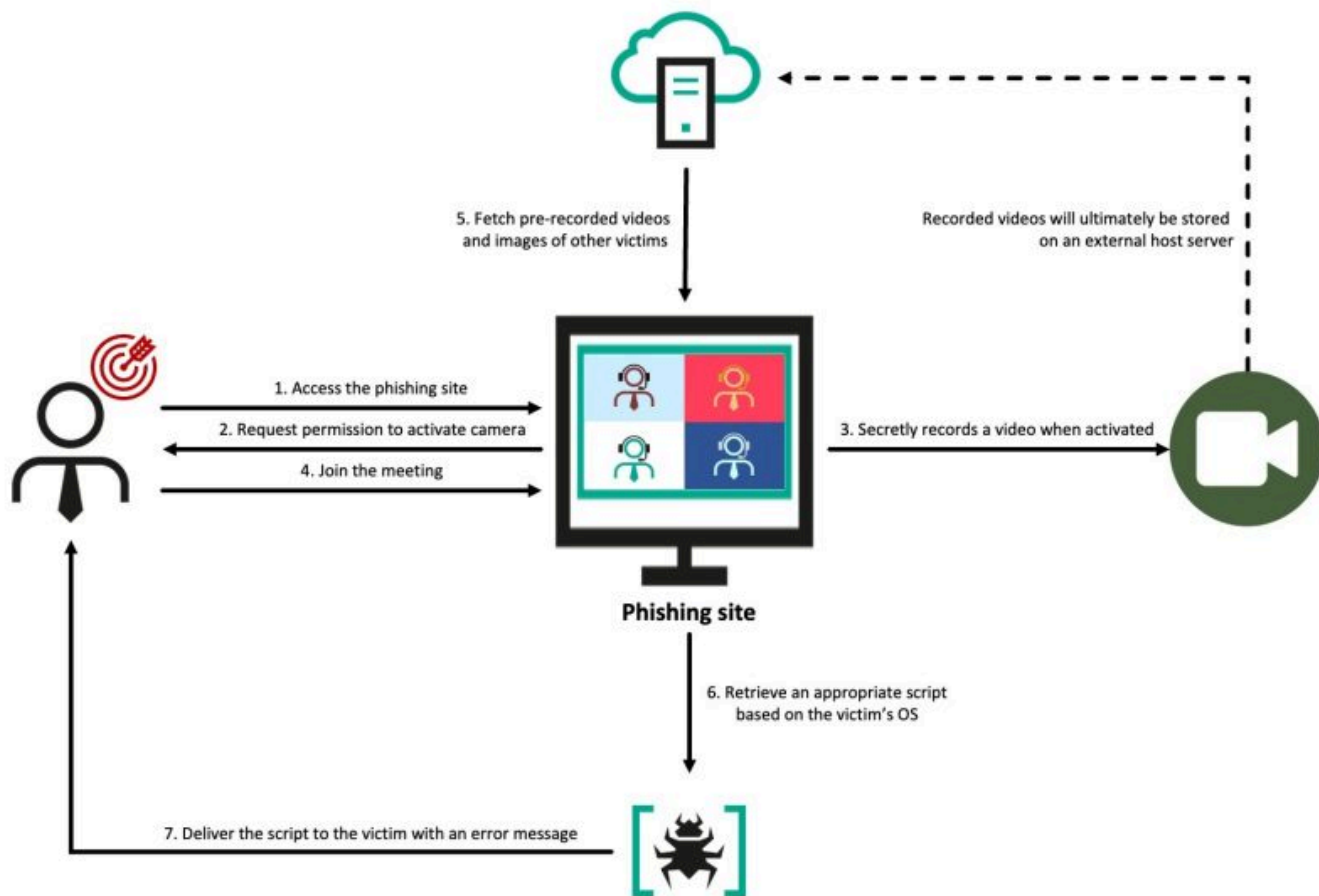 5. Fetch pre-recorded videos
and images of other victims
Recorded videos will ultimately be stored
on an external host server
1. Access the phishing site
2. Request permission to activate camera
3. Secretly records a video when activated
4. Join the meeting
Phishing site
6. Retrieve an appropriate script
based on the victim's OS
7. Deliver the script to the victim with an error message